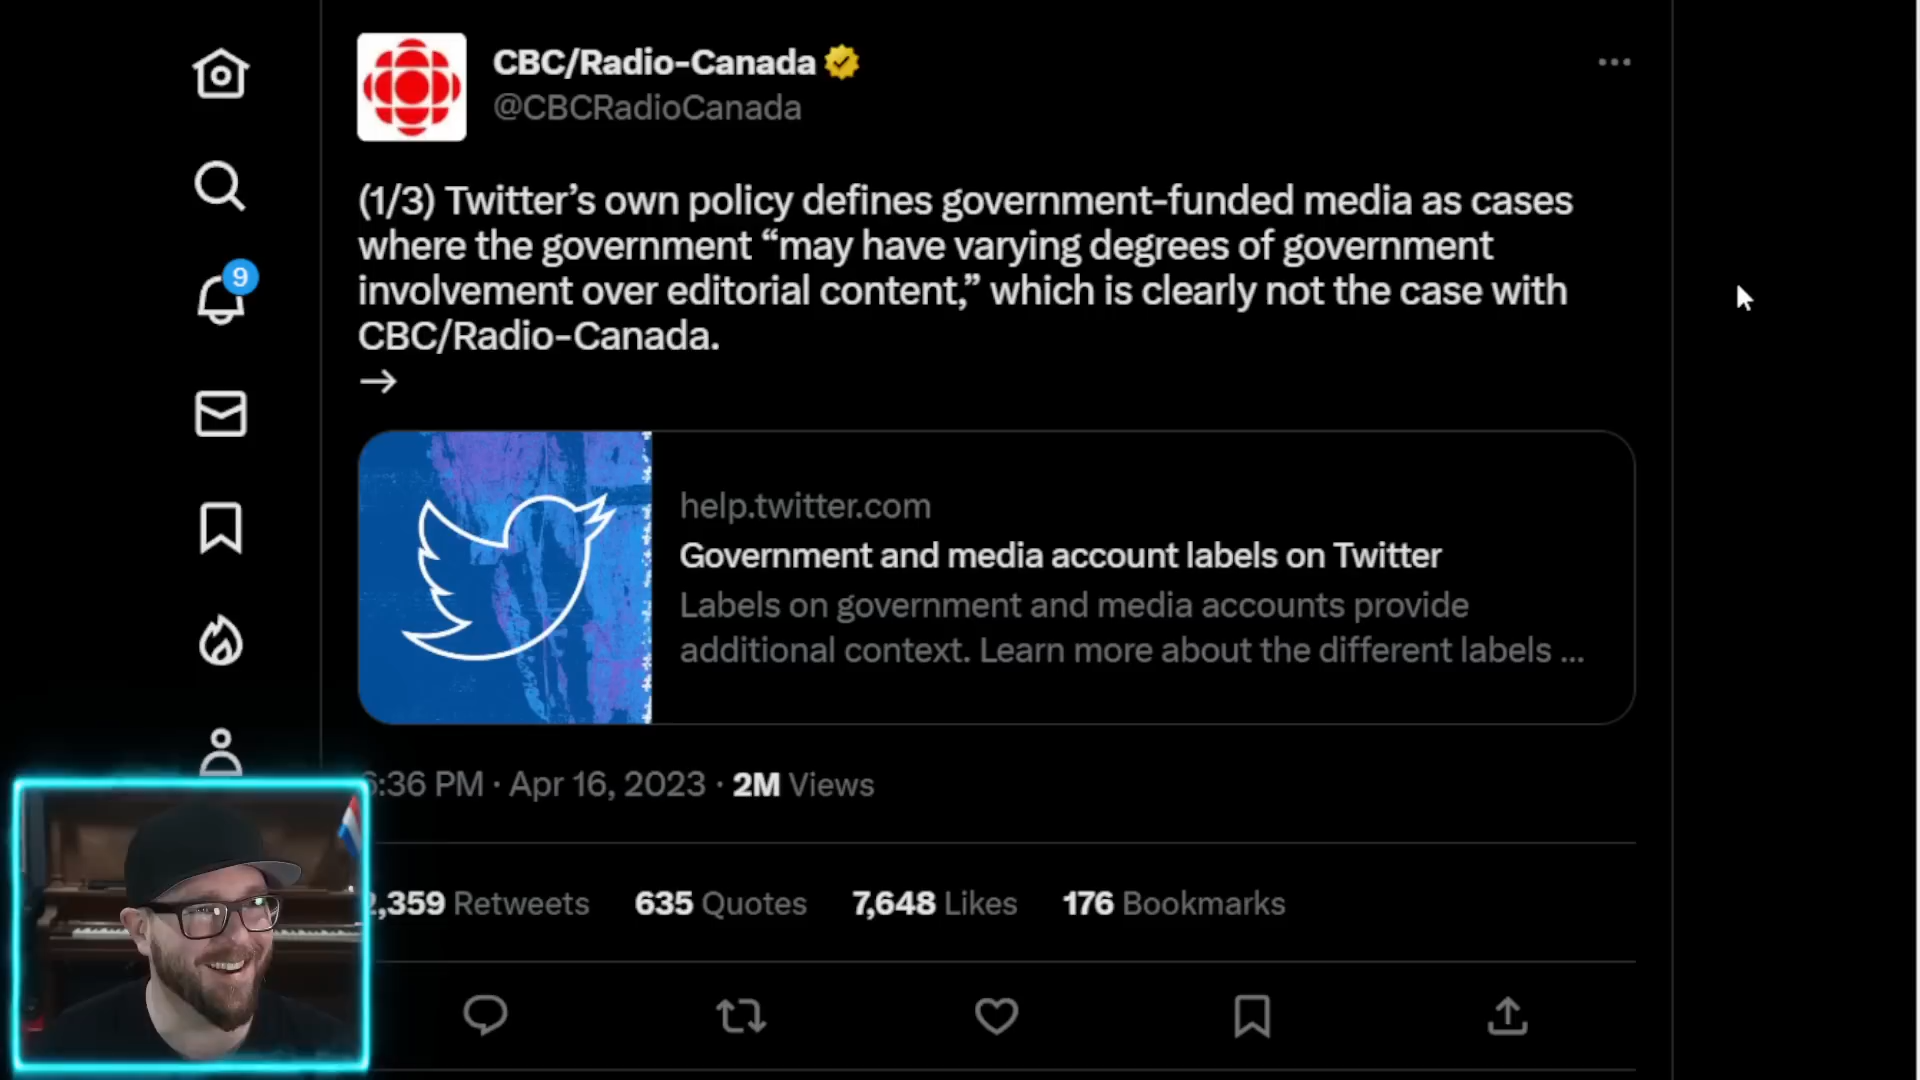 CBC/Radio-Canada
@CBCRadioCanada
(1/3) Twitter’s own policy defines government-funded media as cases
where the government “may have varying degrees of government
involvement over editorial content,” which is clearly not the case with
CBC/Radio-Canada.
→
9
help.twitter.com
Government and media account labels on Twitter
Labels on government and media accounts provide
additional context. Learn more about the different labels ...
:36 PM · Apr 16, 2023 · 2M Views
,359 Retweets 635 Quotes 7,648 Likes 176 Bookmarks